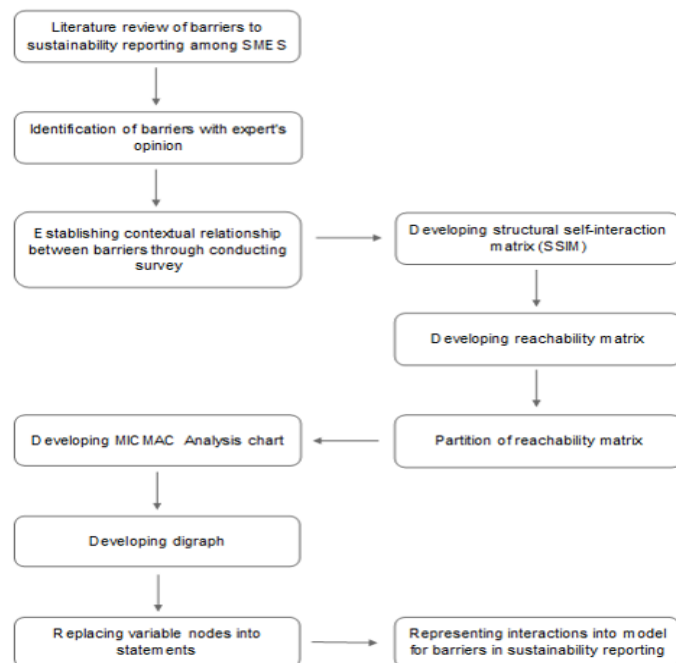 Literature review of barriers to
sustainability reporting among SMES
Identification of barriers with expert's
opinion
Establishing contextual relationship
between barriers through conducting
survey
Developing structural self-interaction
matrix (SSIM)
Developing reachability matrix
Partition of reachability matrix
Developing MICMAC Analysis chart
Developing digraph
Replacing variable nodes into
statements
Representing interactions into model
for barriers in sustainability reporting